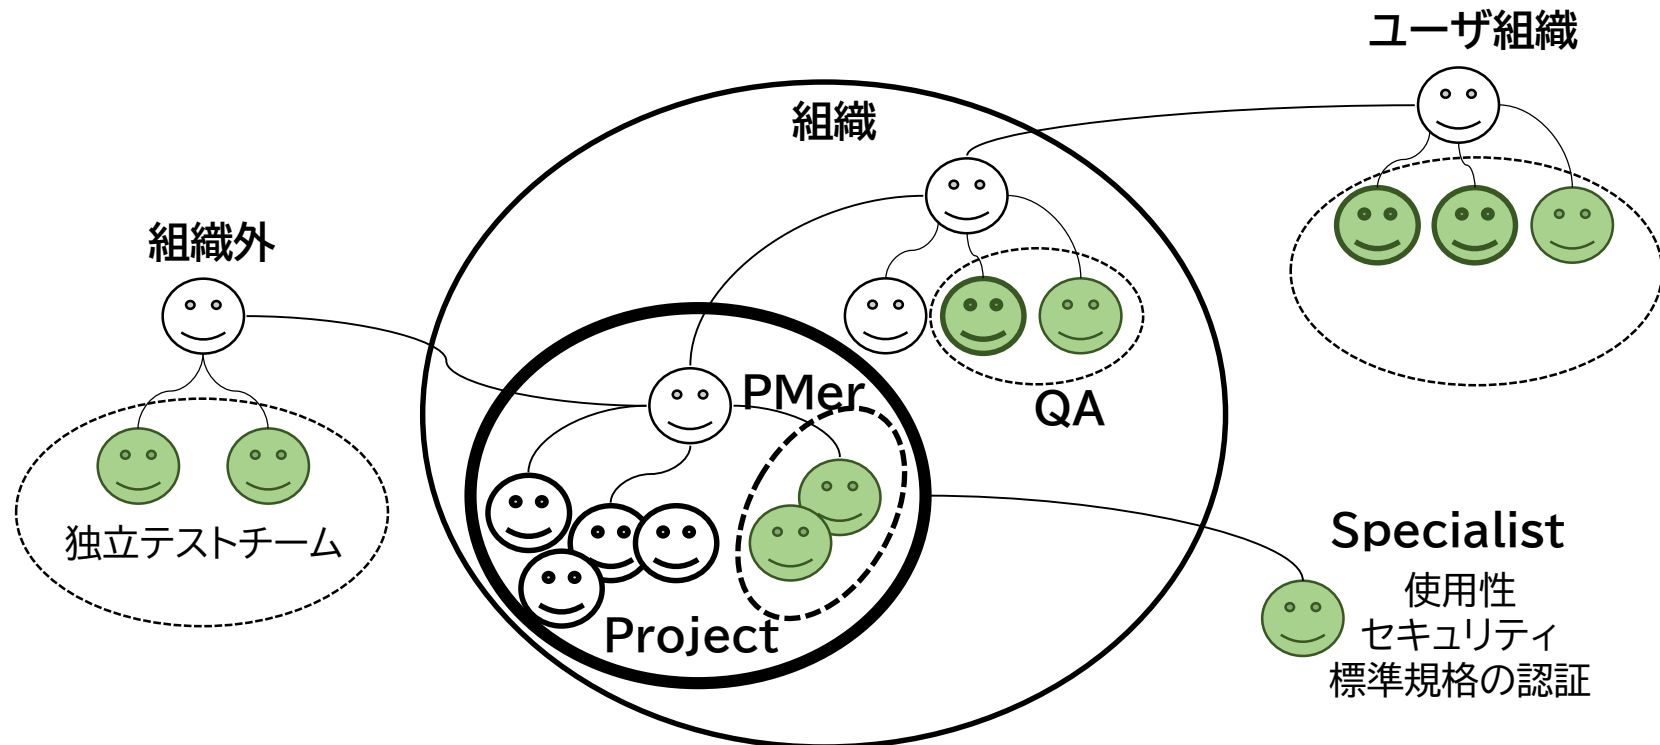 ユーザ組織
組織
組織外
PMer
QA
独立テストチーム
Project
Specialist
使用性
セキュリティ
標準規格の認証